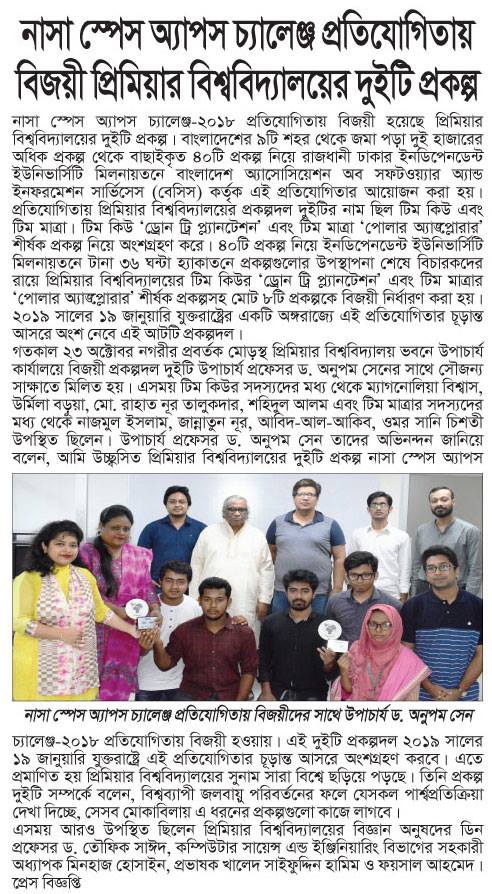 নাসা স্পেস অ্যাপস চ্যালেঞ্জ প্রতিযোগিতায়
বিজয়ী প্রিমিয়ার বিশ্ববিদ্যালয়ের দুইটি প্রকল্প
নাসা স্পেস অ্যাপস চ্যালেঞ্জ-২০১৮ প্রতিযোগিতায় বিজয়ী হয়েছে প্রিমিয়ার
বিশ্ববিদ্যালয়ের দুইটি প্রকল্প। বাংলাদেশের ৯টি শহর থেকে জমা পড়া দুই হাজারের
অধিক প্রকল্প থেকে বাছাইকৃত ৪০টি প্রকল্প নিয়ে রাজধানী ঢাকার ইনডিপেনডেন্ট
ইউনিভার্সিটি মিলনায়তনে বাংলাদেশ অ্যাসোসিয়েশন অব সফটওয়্যার অ্যান্ড
ইনফরমেশন সার্ভিসেস (বেসিস) কর্তৃক এই প্রতিযোগিতার আয়োজন করা হয়।
প্রতিযোগিতায় প্রিমিয়ার বিশ্ববিদ্যালয়ের প্রকল্পদল দুইটির নাম ছিল টিম কিউ এবং
টিম মাত্রা। টিম কিউ ‘ড্রোন ট্রি প্ল্যানটেশন’ এবং টিম মাত্রা ‘পোলার অ্যাক্সপ্লোরার’
শীর্ষক প্রকল্প নিয়ে অংশগ্রহণ করে। ৪০টি প্রকল্প নিয়ে ইনডিপেনডেন্ট ইউনিভার্সিটি
মিলনায়তনে টানা ৩৬ ঘন্টা হ্যাকাতনে প্রকল্পগুলোর উপস্থাপনা শেষে বিচারকদের
রায়ে প্রিমিয়ার বিশ্ববিদ্যালয়ের টিম কিউর ‘ড্রোন ট্রি প্ল্যানটেশন’ এবং টিম মাত্রার
‘পোলার অ্যাক্সপ্লোরার’ শীর্ষক প্রকল্পসহ মোট ৮টি প্রকল্পকে বিজয়ী নির্ধারণ করা হয়।
২০১৯ সালের ১৯ জানুয়ারি যুক্তরাষ্ট্রের একটি অঙ্গরাজ্যে এই প্রতিযোগিতার চূড়ান্ত
আসরে অংশ নেবে এই আটটি প্রকল্পদল।
গতকাল ২৩ অক্টোবর নগরীর প্রবর্তক মোড়স্থ প্রিমিয়ার বিশ্ববিদ্যালয় ভবনে উপাচার্য
কার্যালয়ে বিজয়ী প্রকল্পদল দুইটি উপাচার্য প্রফেসর ড. অনুপম সেনের সাথে সৌজন্য
সাক্ষাতে মিলিত হয়। এসময় টিম কিউর সদস্যদের মধ্য থেকে ম্যাগনোলিয়া বিশ্বাস,
উর্মিলা বড়ুয়া, মো. রাহাত নূর তালুকদার, শহিদুল আলম এবং টিম মাত্রার সদস্যদের
মধ্য থেকে নাজমুল ইসলাম, জান্নাতুন নূর, আবিদ-আল-আকিব, ওমর সানি চিশতী
উপস্থিত ছিলেন। উপাচার্য প্রফেসর ড. অনুপম সেন তাদের অভিনন্দন জানিয়ে
বলেন, আমি উচ্ছ্বসিত প্রিমিয়ার বিশ্ববিদ্যালয়ের দুইটি প্রকল্প নাসা স্পেস অ্যাপস
নাসা স্পেস অ্যাপস চ্যালেঞ্জ প্রতিযোগিতায় বিজয়ীদের সাথে উপাচার্য ড. অনুপম সেন
চ্যালেঞ্জ-২০১৮ প্রতিযোগিতায় বিজয়ী হওয়ায়। এই দুইটি প্রকল্পদল ২০১৯ সালের
১৯ জানুয়ারি যুক্তরাষ্ট্রে এই প্রতিযোগিতার চূড়ান্ত আসরে অংশগ্রহণ করবে। এতে
প্রমাণিত হয় প্রিমিয়ার বিশ্ববিদ্যালয়ের সুনাম সারা বিশ্বে ছড়িয়ে পড়ছে। তিনি প্রকল্প
দুইটি সম্পর্কে বলেন, বিশ্বব্যাপী জলবায়ু পরিবর্তনের ফলে যেসকল পার্শ্বপ্রতিক্রিয়া
দেখা দিচ্ছে, সেসব মোকাবিলায় এ ধরনের প্রকল্পগুলো কাজে লাগবে।
এসময় আরও উপস্থিত ছিলেন প্রিমিয়ার বিশ্ববিদ্যালয়ের বিজ্ঞান অনুষদের ডিন
প্রফেসর ড. তৌফিক সাঈদ, কম্পিউটার সায়েন্স এন্ড ইঞ্জিনিয়ারিং বিভাগের সহকারী
অধ্যাপক মিনহাজ হোসাইন, প্রভাষক খালেদ সাইফুদ্দিন হামিম ও ফয়সাল আহমেদ।
প্রেস বিজ্ঞপ্তি